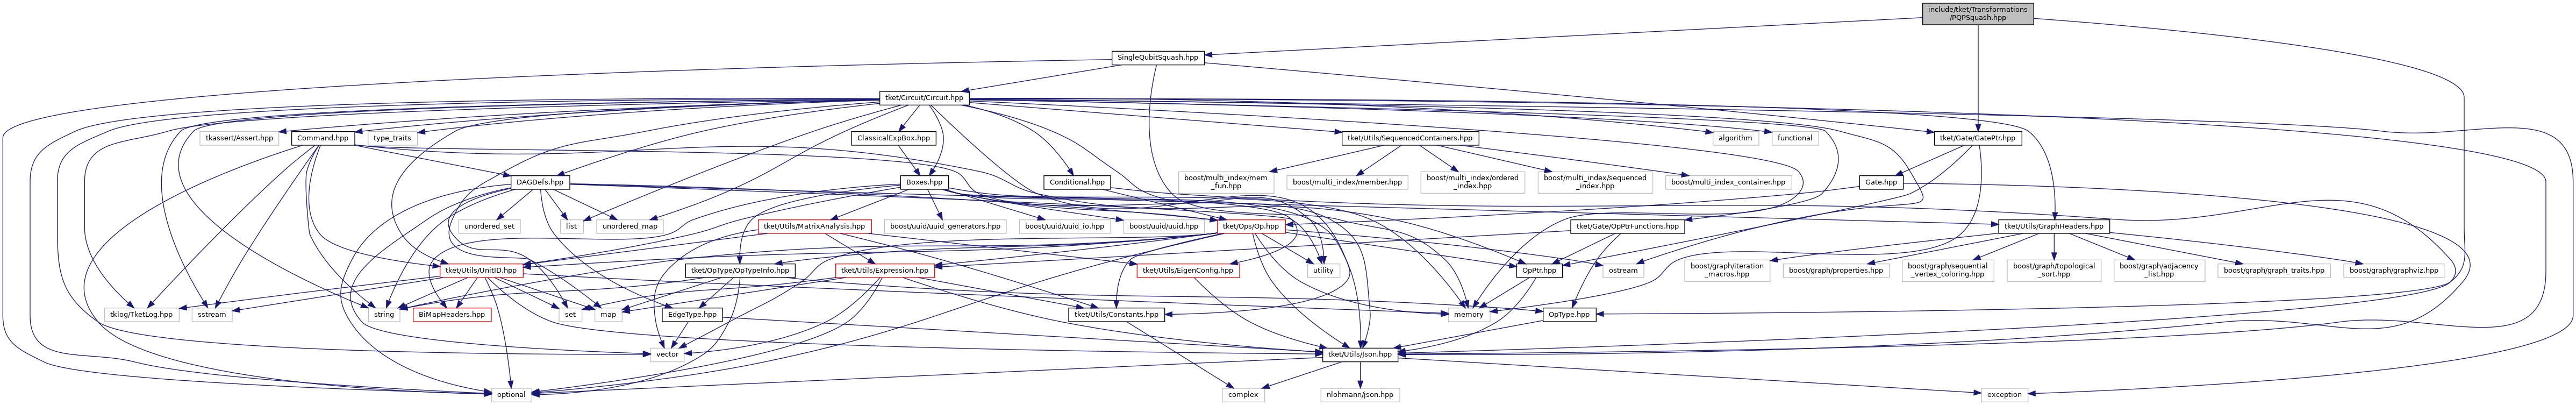 include/tket/Transformations
/PQPSquash.hpp
SingleQubitSquash.hpp
tket/Circuit/Circuit.hpp
tkassert/Assert.hpp
Command.hpp
type_traits
ClassicalExpBox.hpp
tket/Utils/SequencedContainers.hpp
algorithm
functional
tket/Gate/GatePtr.hpp
DAGDefs.hpp
Boxes.hpp
Conditional.hpp
boost/multi_index/mem
_fun.hpp
boost/multi_index/member.hpp
boost/multi_index/ordered
_index.hpp
boost/multi_index/sequenced
_index.hpp
boost/multi_index_container.hpp
Gate.hpp
unordered_set
list
unordered_map
tket/Utils/MatrixAnalysis.hpp
boost/uuid/uuid_generators.hpp
boost/uuid/uuid_io.hpp
boost/uuid/uuid.hpp
tket/Ops/Op.hpp
tket/Gate/OpPtrFunctions.hpp
tket/Utils/GraphHeaders.hpp
tket/Utils/UnitID.hpp
tket/OpType/OpTypeInfo.hpp
tket/Utils/Expression.hpp
tket/Utils/EigenConfig.hpp
utility
OpPtr.hpp
ostream
boost/graph/iteration
_macros.hpp
boost/graph/properties.hpp
boost/graph/sequential
_vertex_coloring.hpp
boost/graph/topological
_sort.hpp
boost/graph/adjacency
_list.hpp
boost/graph/graph_traits.hpp
boost/graph/graphviz.hpp
tklog/TketLog.hpp
sstream
string
BiMapHeaders.hpp
set
map
EdgeType.hpp
tket/Utils/Constants.hpp
memory
OpType.hpp
vector
tket/Utils/Json.hpp
optional
complex
nlohmann/json.hpp
exception